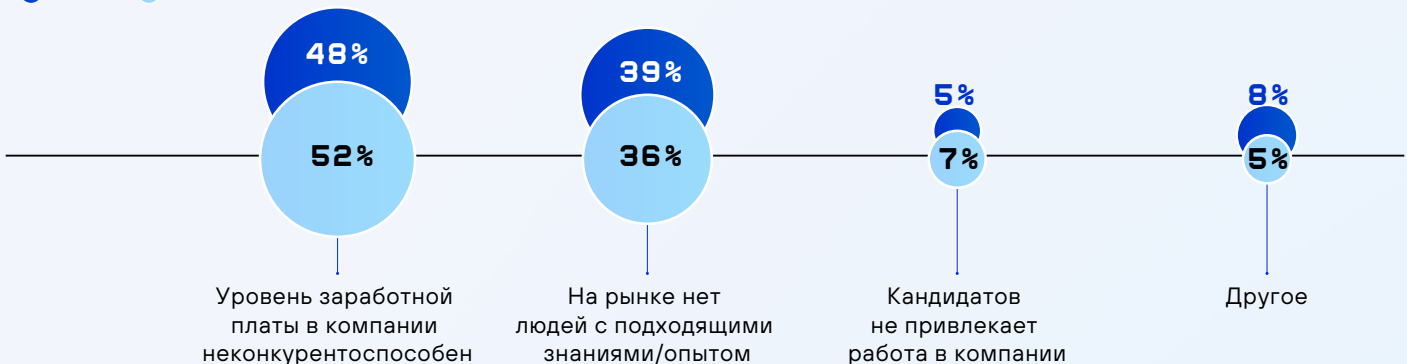 48%
39%
5%
8%
52%
36%
7%
5%
Уровень заработной
платы в компании
неконкурентоспособен
На рынке нет
людей с подходящими
знаниями/опытом
Кандидатов
не привлекает
работа в компании
Другое